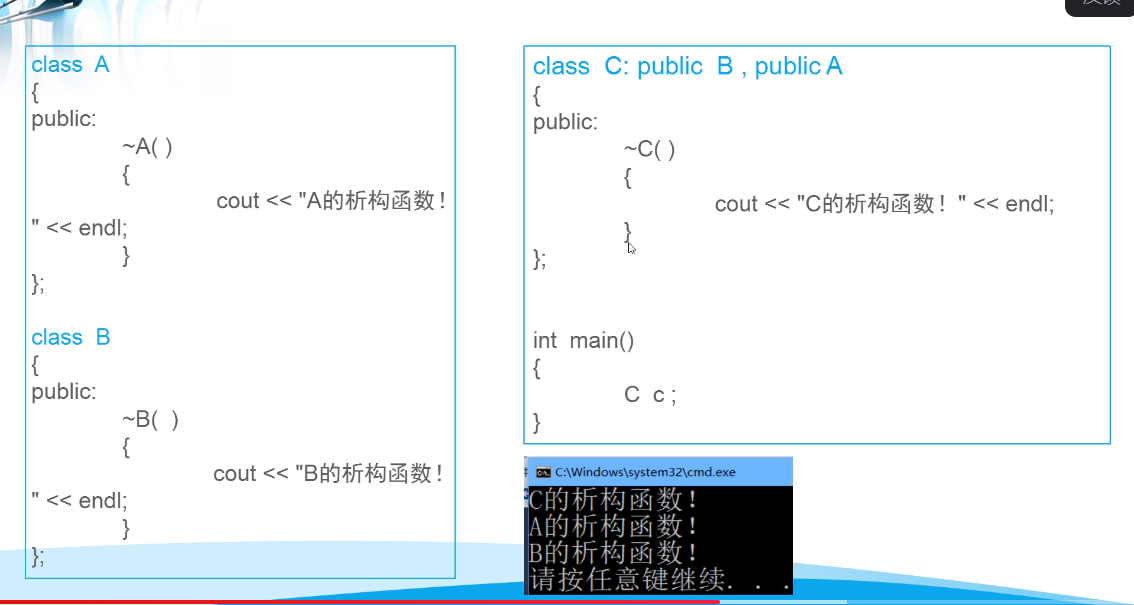 class A
{
public:
~A( )
{
cout << "A的析构函数！
" << endl;
}
};
class B
{
public:
~B( )
{
cout << "B的析构函数！
" << endl;
}
};
class C: public B , public A
{
public:
~C( )
{
cout << "C的析构函数！" << endl;
}
};
int main()
{
C c ;
}
C:\Windows\system32\cmd.exe
C的析构函数！
A的析构函数！
B的析构函数！
请按任意键继续. . .